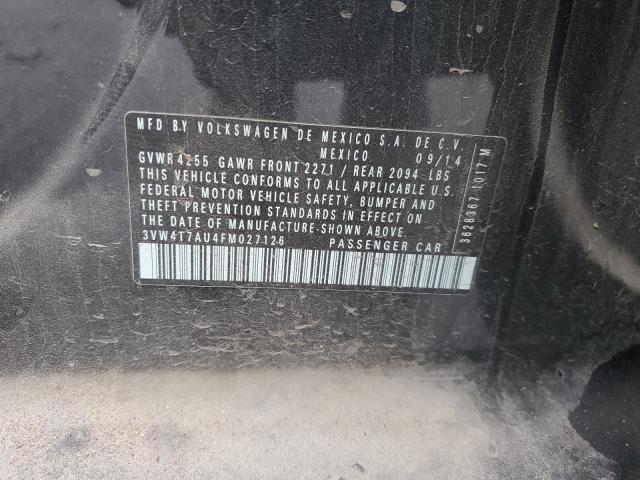 MFD BY VOLKSWAGEN DE MEXICO S.A. DE C.V.
MEXICO 09/14
GVWR 4255 GAWR FRONT 2271 / REAR 2094 LBS
THIS VEHICLE CONFORMS TO ALL APPLICABLE U.S.
FEDERAL MOTOR VEHICLE SAFETY, BUMPER AND
THEFT PREVENTION STANDARDS IN EFFECT ON
THE DATE OF MANUFACTURE SHOWN ABOVE.
3VW4T7AU4FM027126 PASSENGER CAR
3628367 1017 M